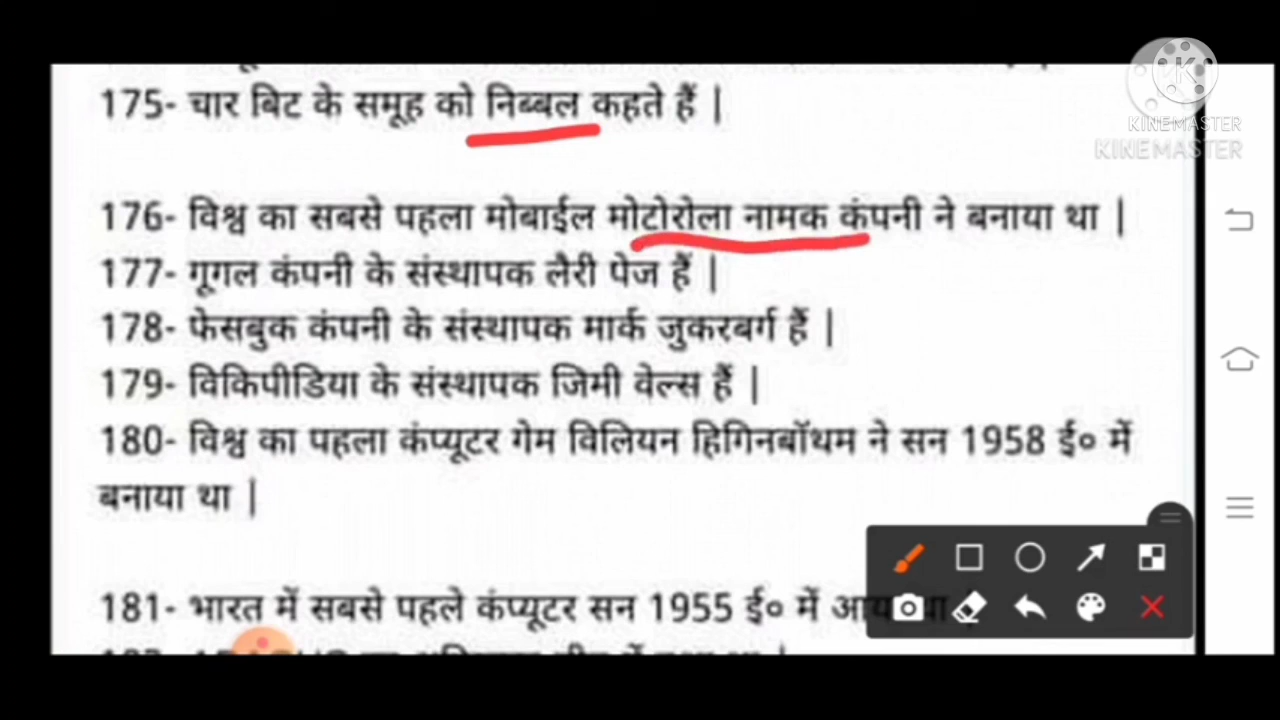 175- चार बिट के समूह को निब्बल कहते हैं |
176- विश्व का सबसे पहला मोबाईल मोटोरोला नामक कंपनी ने बनाया था |
177- गूगल कंपनी के संस्थापक लैरी पेज हैं |
178- फेसबुक कंपनी के संस्थापक मार्क जुकरबर्ग हैं |
179- विकिपीडिया के संस्थापक जिमी वेल्स हैं |
180- विश्व का पहला कंप्यूटर गेम विलियन हिगिनबॉथम ने सन 1958 ई० में
बनाया था |
181- भारत में सबसे पहले कंप्यूटर सन 1955 ई० में
K
KINEMASTER
KINEMASTER